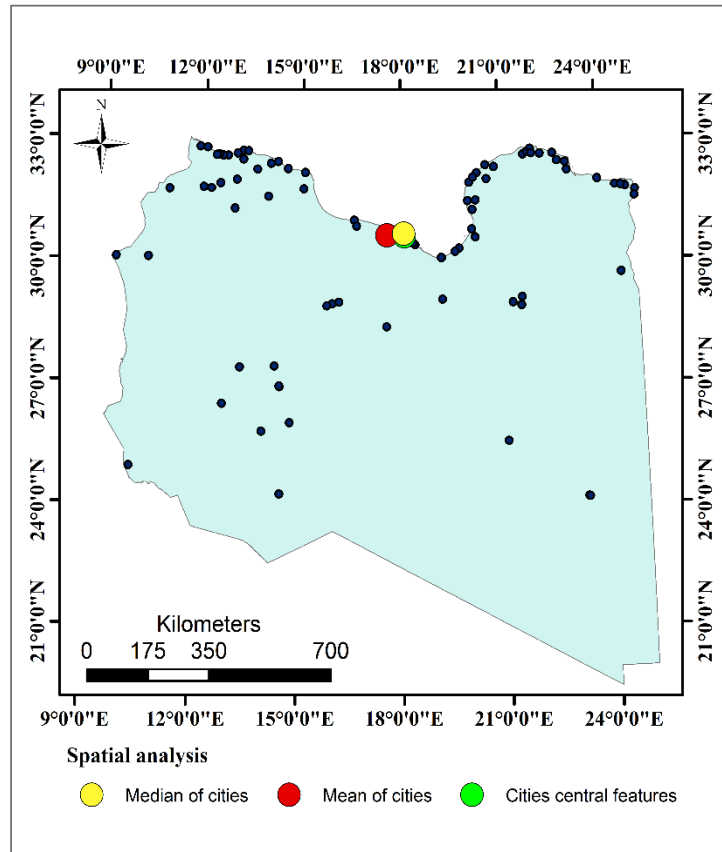 9°0'0"E 12°0'0"E 15°0'0"E 18°0'0"E 21°0'0"E 24°0'0"E
N
33°0'0"N 33°0'0"N
30°0'0"N 30°0'0"N
27°0'0"N 27°0'0"N
24°0'0"N 24°0'0"N
21°0'0"N 21°0'0"N
Kilometers
0 175 350 700
9°0'0"E 12°0'0"E 15°0'0"E 18°0'0"E 21°0'0"E 24°0'0"E
Spatial analysis
Median of cities Mean of cities Cities central features